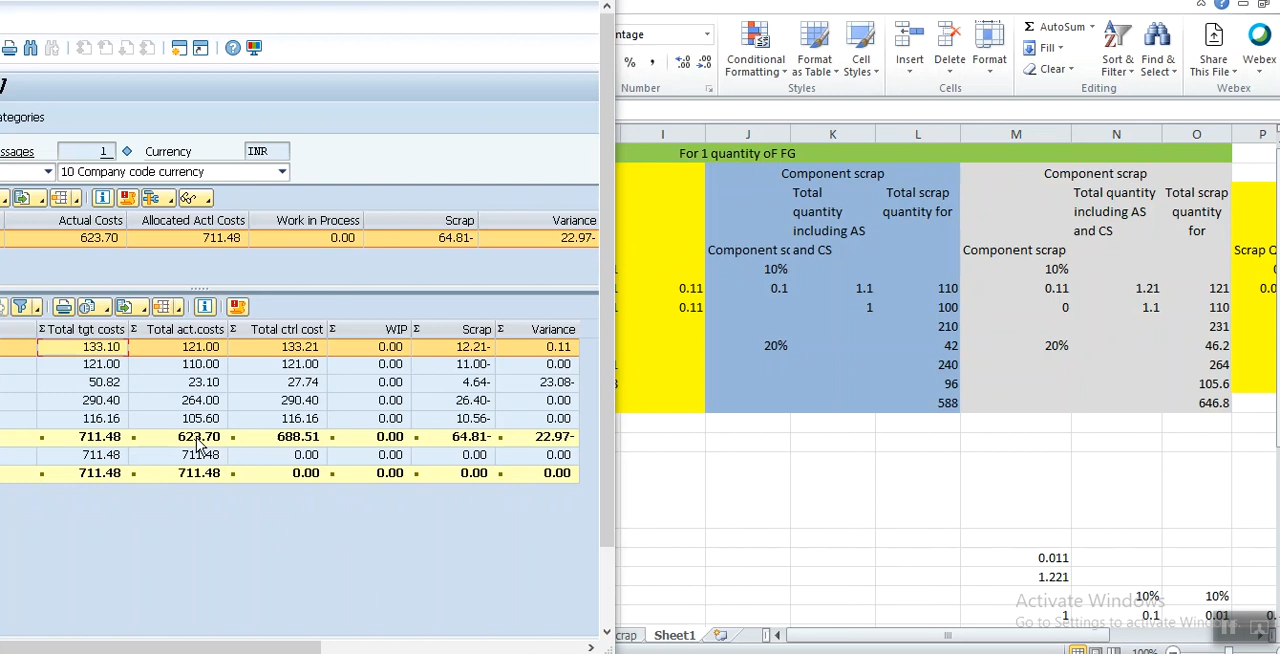 ategories
ssages 1 Currency INR
10 Company code currency
Actual Costs Allocated Actl Costs Work in Process Scrap Variance
623.70 711.48 0.00 64.81- 22.97-
Σ Total tgt costs Σ Total act.costs Σ Total ctrl cost Σ WIP Σ Scrap Σ Variance
133.10 121.00 133.21 0.00 12.21- 0.11
121.00 110.00 121.00 0.00 11.00- 0.00
50.82 23.10 27.74 0.00 4.64- 23.08-
290.40 264.00 290.40 0.00 26.40- 0.00
116.16 105.60 116.16 0.00 10.56- 0.00
711.48 623.70 688.51 0.00 64.81- 22.97-
711.48 711.48 0.00 0.00 0.00 0.00
711.48 711.48 0.00 0.00 0.00 0.00
ntage
%
Number
Conditional Formatting
Format as Table
Cell Styles
Styles
Insert Delete Format
Cells
Σ AutoSum
Fill
Clear
Sort & Filter
Find & Select
Editing
Share This File
Webex
Webex
I J K L M N O P
For 1 quantity oF FG
Component scrap Component scrap
Total Total scrap Total quantity Total scrap
quantity quantity for including AS quantity
including AS and CS for
Component sc and CS Component scrap Scrap Q
10% 10%
0.11 0.1 1.1 110 0.11 1.21 121 0.0
0.11 1 100 0 1.1 110
210 231
20% 42 20% 46.2
240 264
96 105.6
588 646.8
0.011
1.221
10% 10%
1 0.1 0.01
Activate Windows
Go to Settings to activate Windows
crap Sheet1
100%